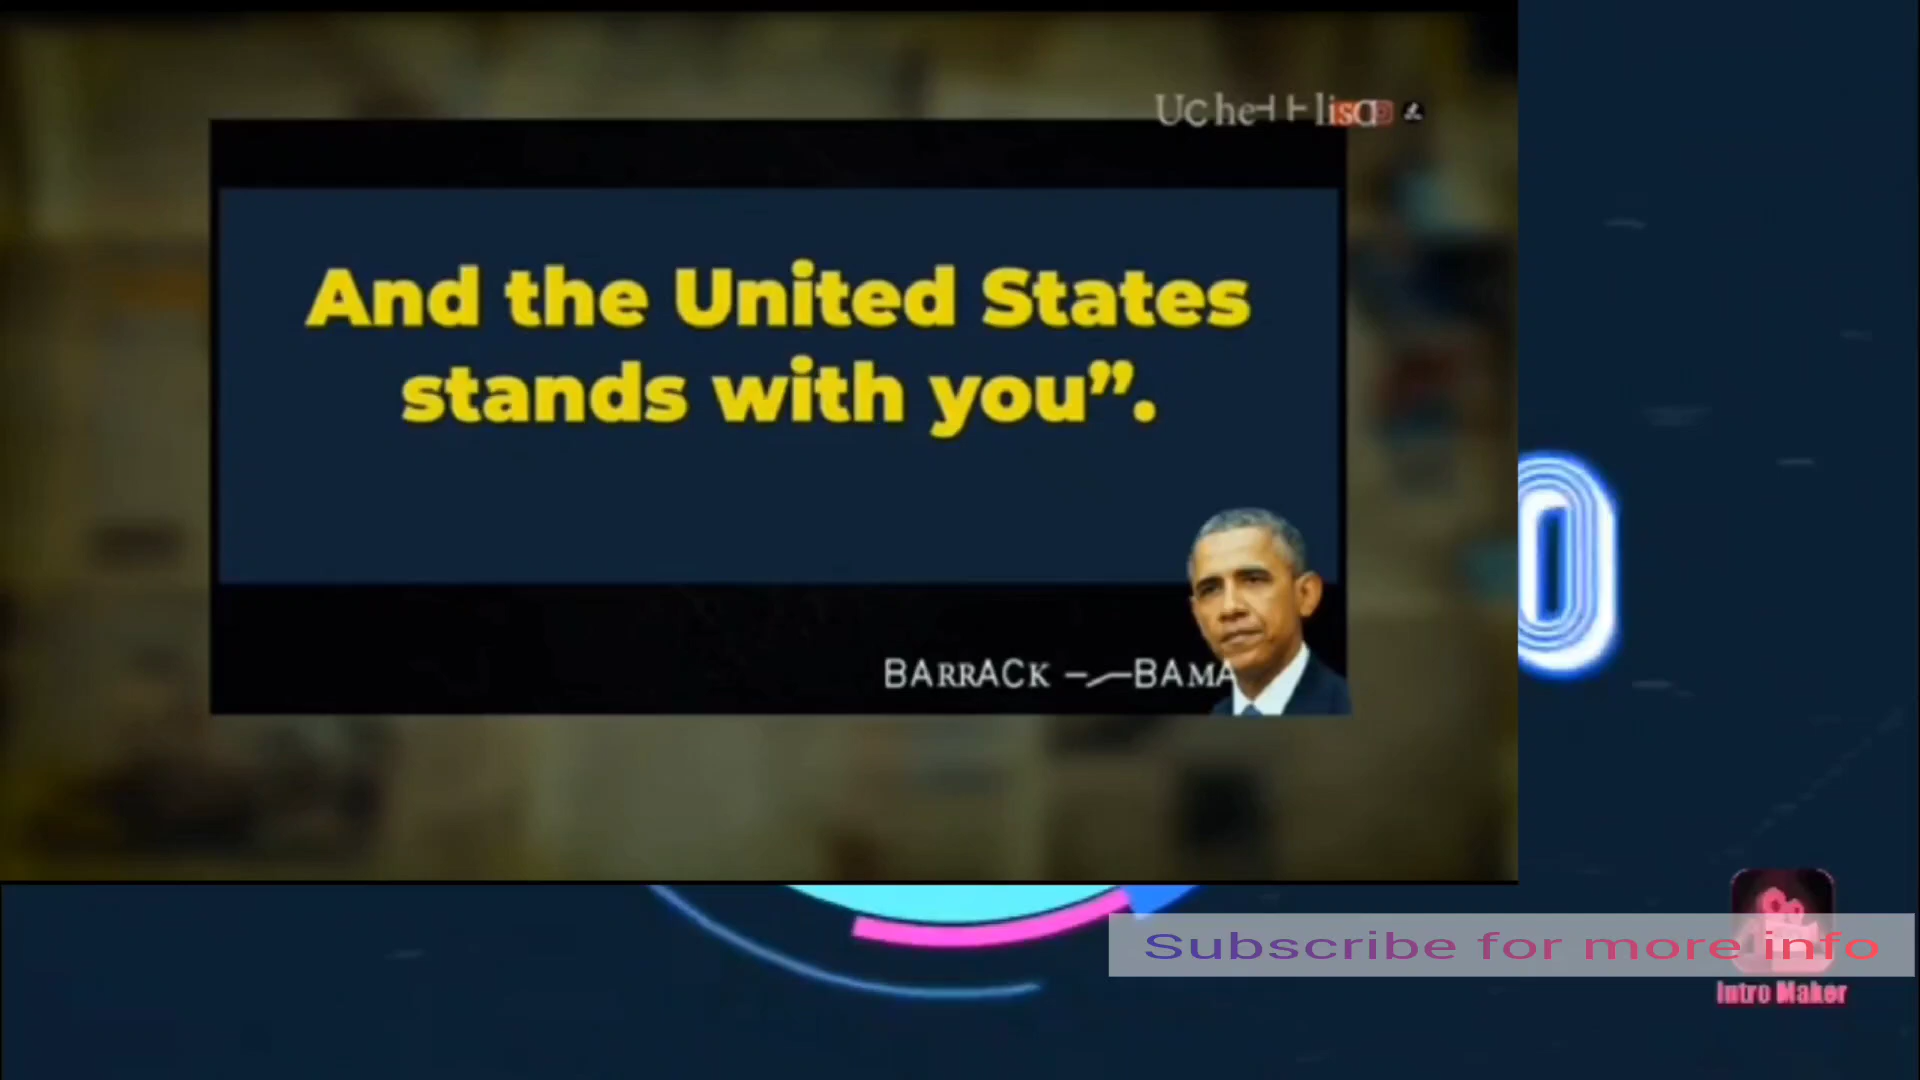 And the United States
stands with you”.
BARRACK
Subscribe for more info
Intro Maker